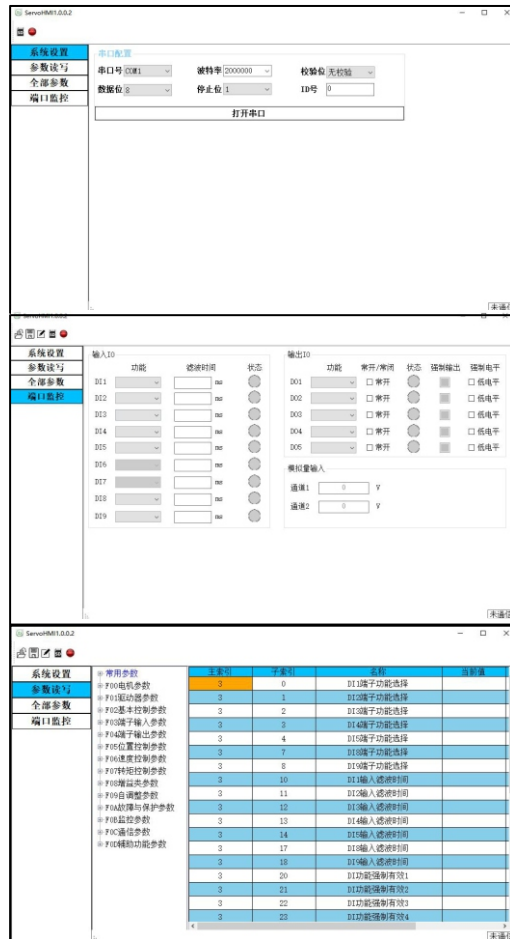 ServoHMI1.0.0.2
系统设置
参数读写
全部参数
端口监控
串口配置
串口号 COM1 波特率 2000000 校验位 无校验
数据位 8 停止位 1 ID号 0
打开串口
未通信
ServoHMI1.0.0.2
系统设置
参数读写
全部参数
端口监控
输入IO
功能 滤波时间 状态
DI1 ms
DI2 ms
DI3 ms
DI4 ms
DI5 ms
DI6 ms
DI7 ms
DI8 ms
DI9 ms
输出IO
功能 常开/常闭 状态 强制输出 强制电平
DO1 常开 低电平
DO2 常开 低电平
DO3 常开 低电平
DO4 常开 低电平
DO5 常开 低电平
模拟量输入
通道1 0 V
通道2 0 V
未通信
ServoHMI1.0.0.2
系统设置
参数读写
全部参数
端口监控
常用参数
F00电机参数
F01驱动器参数
F02基本控制参数
F03端子输入参数
F04端子输出参数
F05位置控制参数
F06速度控制参数
F07转矩控制参数
F08增益类参数
F09自调整参数
F0A故障与保护参数
F0B监控参数
F0C通信参数
F0D辅助功能参数
主索引 子索引 名称 当前值
3 0 DI1端子功能选择
3 1 DI2端子功能选择
3 2 DI3端子功能选择
3 3 DI4端子功能选择
3 4 DI5端子功能选择
3 7 DI8端子功能选择
3 8 DI9端子功能选择
3 10 DI1输入滤波时间
3 11 DI2输入滤波时间
3 12 DI3输入滤波时间
3 13 DI4输入滤波时间
3 14 DI5输入滤波时间
3 17 DI8输入滤波时间
3 18 DI9输入滤波时间
3 20 DI功能强制有效1
3 21 DI功能强制有效2
3 22 DI功能强制有效3
3 23 DI功能强制有效4
未通信